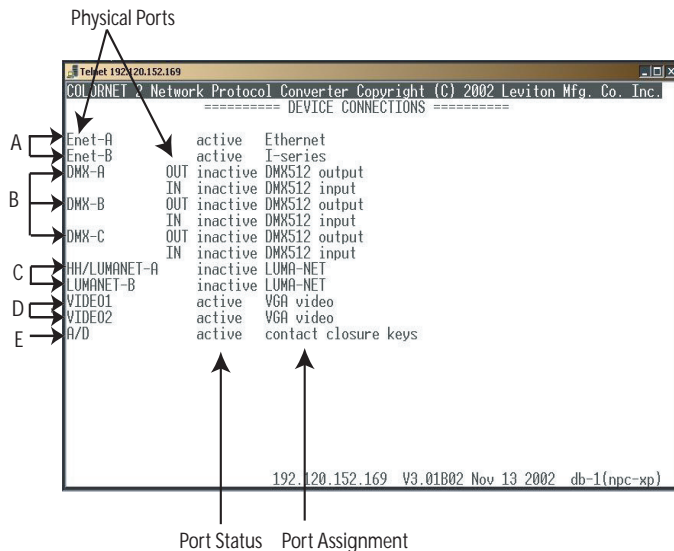 Physical Ports
Telnet 192.120.152.169
COLORNET 2 Network Protocol Converter Copyright (C) 2002 Leviton Mfg. Co. Inc.
========== DEVICE CONNECTIONS ==========
A
Enet-A active Ethernet
Enet-B active I-series
B
DMX-A OUT inactive DMX512 output
IN inactive DMX512 input
DMX-B OUT inactive DMX512 output
IN inactive DMX512 input
DMX-C OUT inactive DMX512 output
IN inactive DMX512 input
C
HH/LUMANET-A inactive LUMA-NET
LUMANET-B inactive LUMA-NET
D
VIDEO1 active VGA video
VIDEO2 active VGA video
E
A/D active contact closure keys
192.120.152.169 V3.01B02 Nov 13 2002 db-1(npc-xp)
Port Status Port Assignment